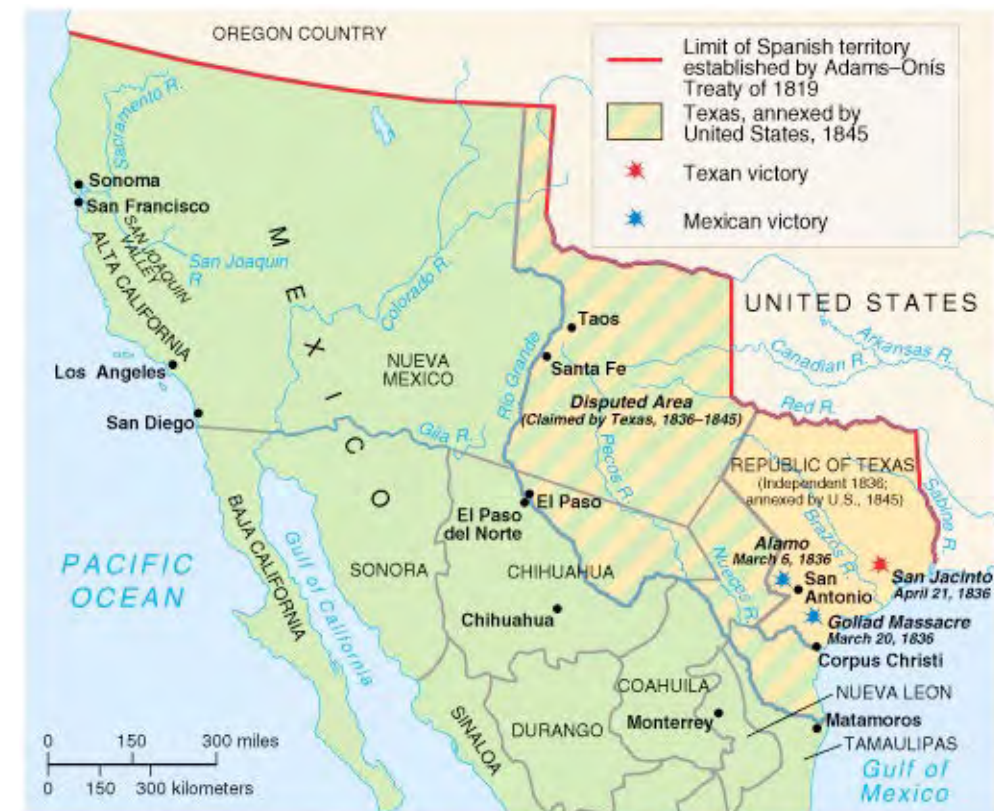 OREGON COUNTRY
Limit of Spanish territory
established by Adams–Onís
Treaty of 1819
Texas, annexed by
United States, 1845
Texan victory
Mexican victory
Sacramento R.
Sonoma
San Francisco
SAN JOAQUIN
VALLEY
San Joaquin
R
ALTA CALIFORNIA
Los Angeles
San Diego
MEXICO
Colorado R.
NUEVA
MEXICO
Gila R.
Rio Grande
Taos
Santa Fe
Disputed Area
(Claimed by Texas, 1836–1845)
Pecos R.
UNITED STATES
Arkansas R.
Canadian R.
Red R.
REPUBLIC OF TEXAS
(Independent 1836;
annexed by U.S., 1845)
Sabine R.
Brazos R.
Alamo
March 6, 1836
San
Antonio
San Jacinto
April 21, 1836
Goliad Massacre
March 20, 1836
Corpus Christi
Nueces R.
El Paso
El Paso
del Norte
PACIFIC
OCEAN
BAJA CALIFORNIA
Gulf of California
SONORA
CHIHUAHUA
Chihuahua
SINALOA
DURANGO
COAHUILA
Monterrey
NUEVA LEON
Matamoros
TAMAULIPAS
Gulf of
Mexico
0 150 300 miles
0 150 300 kilometers